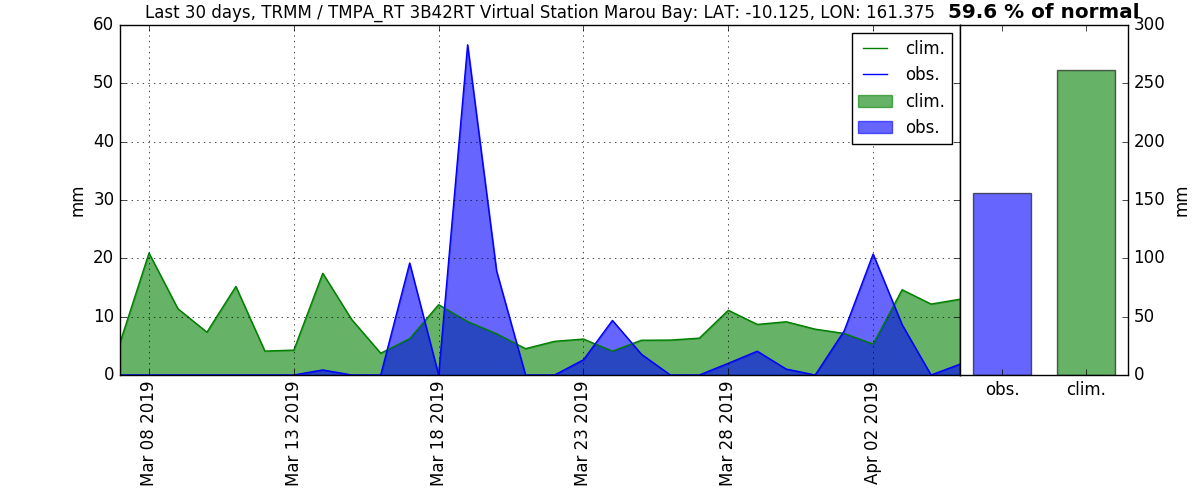 Last 30 days, TRMM / TMPA_RT 3B42RT Virtual Station Marou Bay: LAT: -10.125, LON: 161.375
59.6 % of normal
60
50
40
30
20
10
0
mm
clim.
obs.
clim.
obs.
300
250
200
150
100
50
0
mm
Mar 08 2019
Mar 13 2019
Mar 18 2019
Mar 23 2019
Mar 28 2019
Apr 02 2019
obs.
clim.